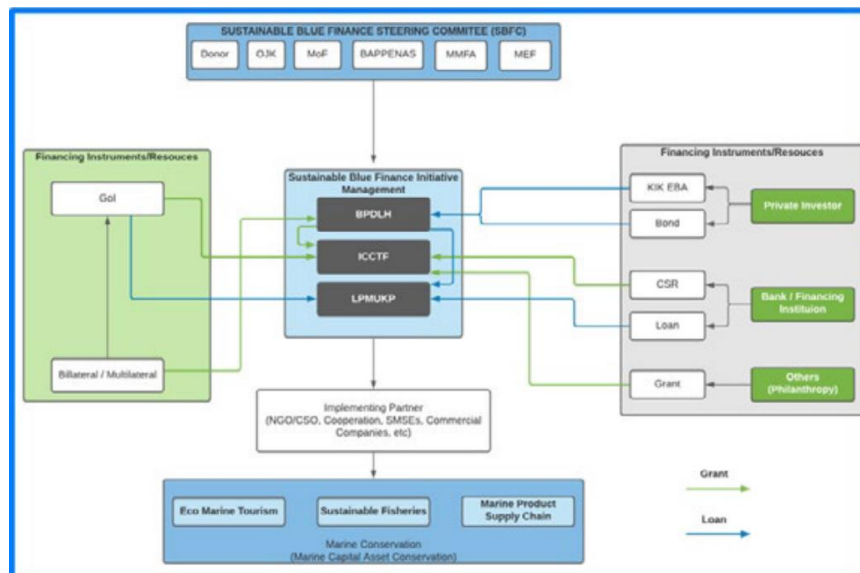 SUSTAINABLE BLUE FINANCE STEERING COMMITEE (SBFC)
Donor
OJK
MoF
BAPPENAS
MMFA
MEF
Financing Instruments/Resouces
GoI
Billateral / Multilateral
Sustainable Blue Finance Initiative
Management
BPDLH
ICCTF
LPMUKP
Financing Instruments/Resouces
KIK EBA
Bond
Private Investor
CSR
Loan
Bank / Financing
Instituion
Grant
Others
(Philanthropy)
Implementing Partner
(NGO/CSO, Cooperation, SMSEs, Commercial
Companies, etc)
Eco Marine Tourism
Sustainable Fisheries
Marine Product
Supply Chain
Marine Conservation
(Marine Capital Asset Conservation)
Grant
Loan